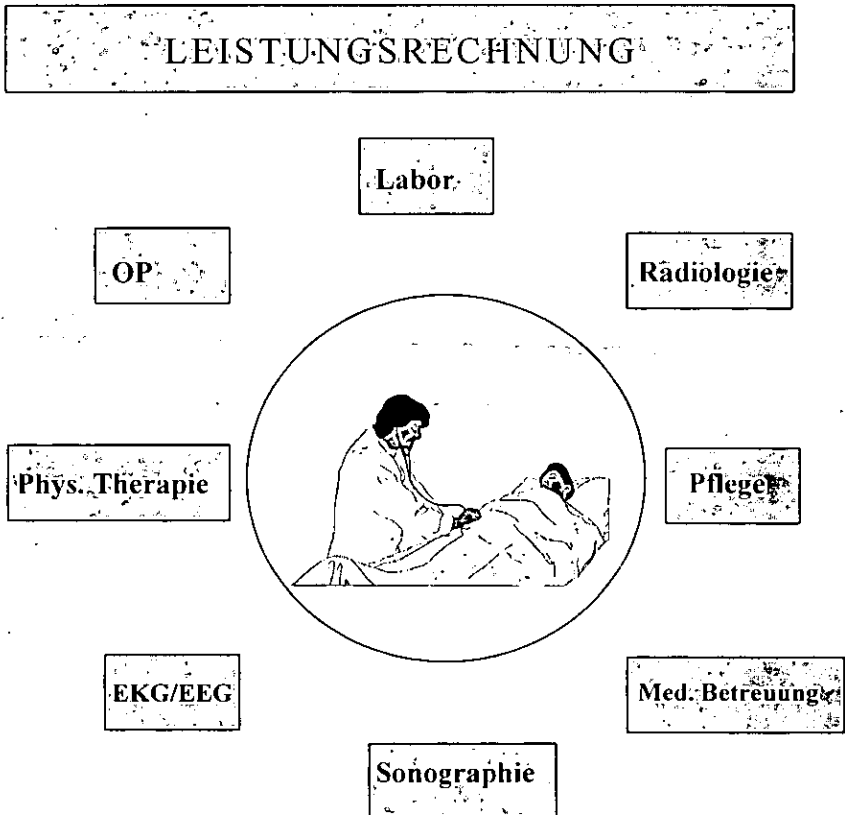 LEISTUNGSRECHNUNG
Labor
OP
Radiologie
Phys. Therapie
Pflege
EKG/EEG
Med. Betreuung
Sonographie